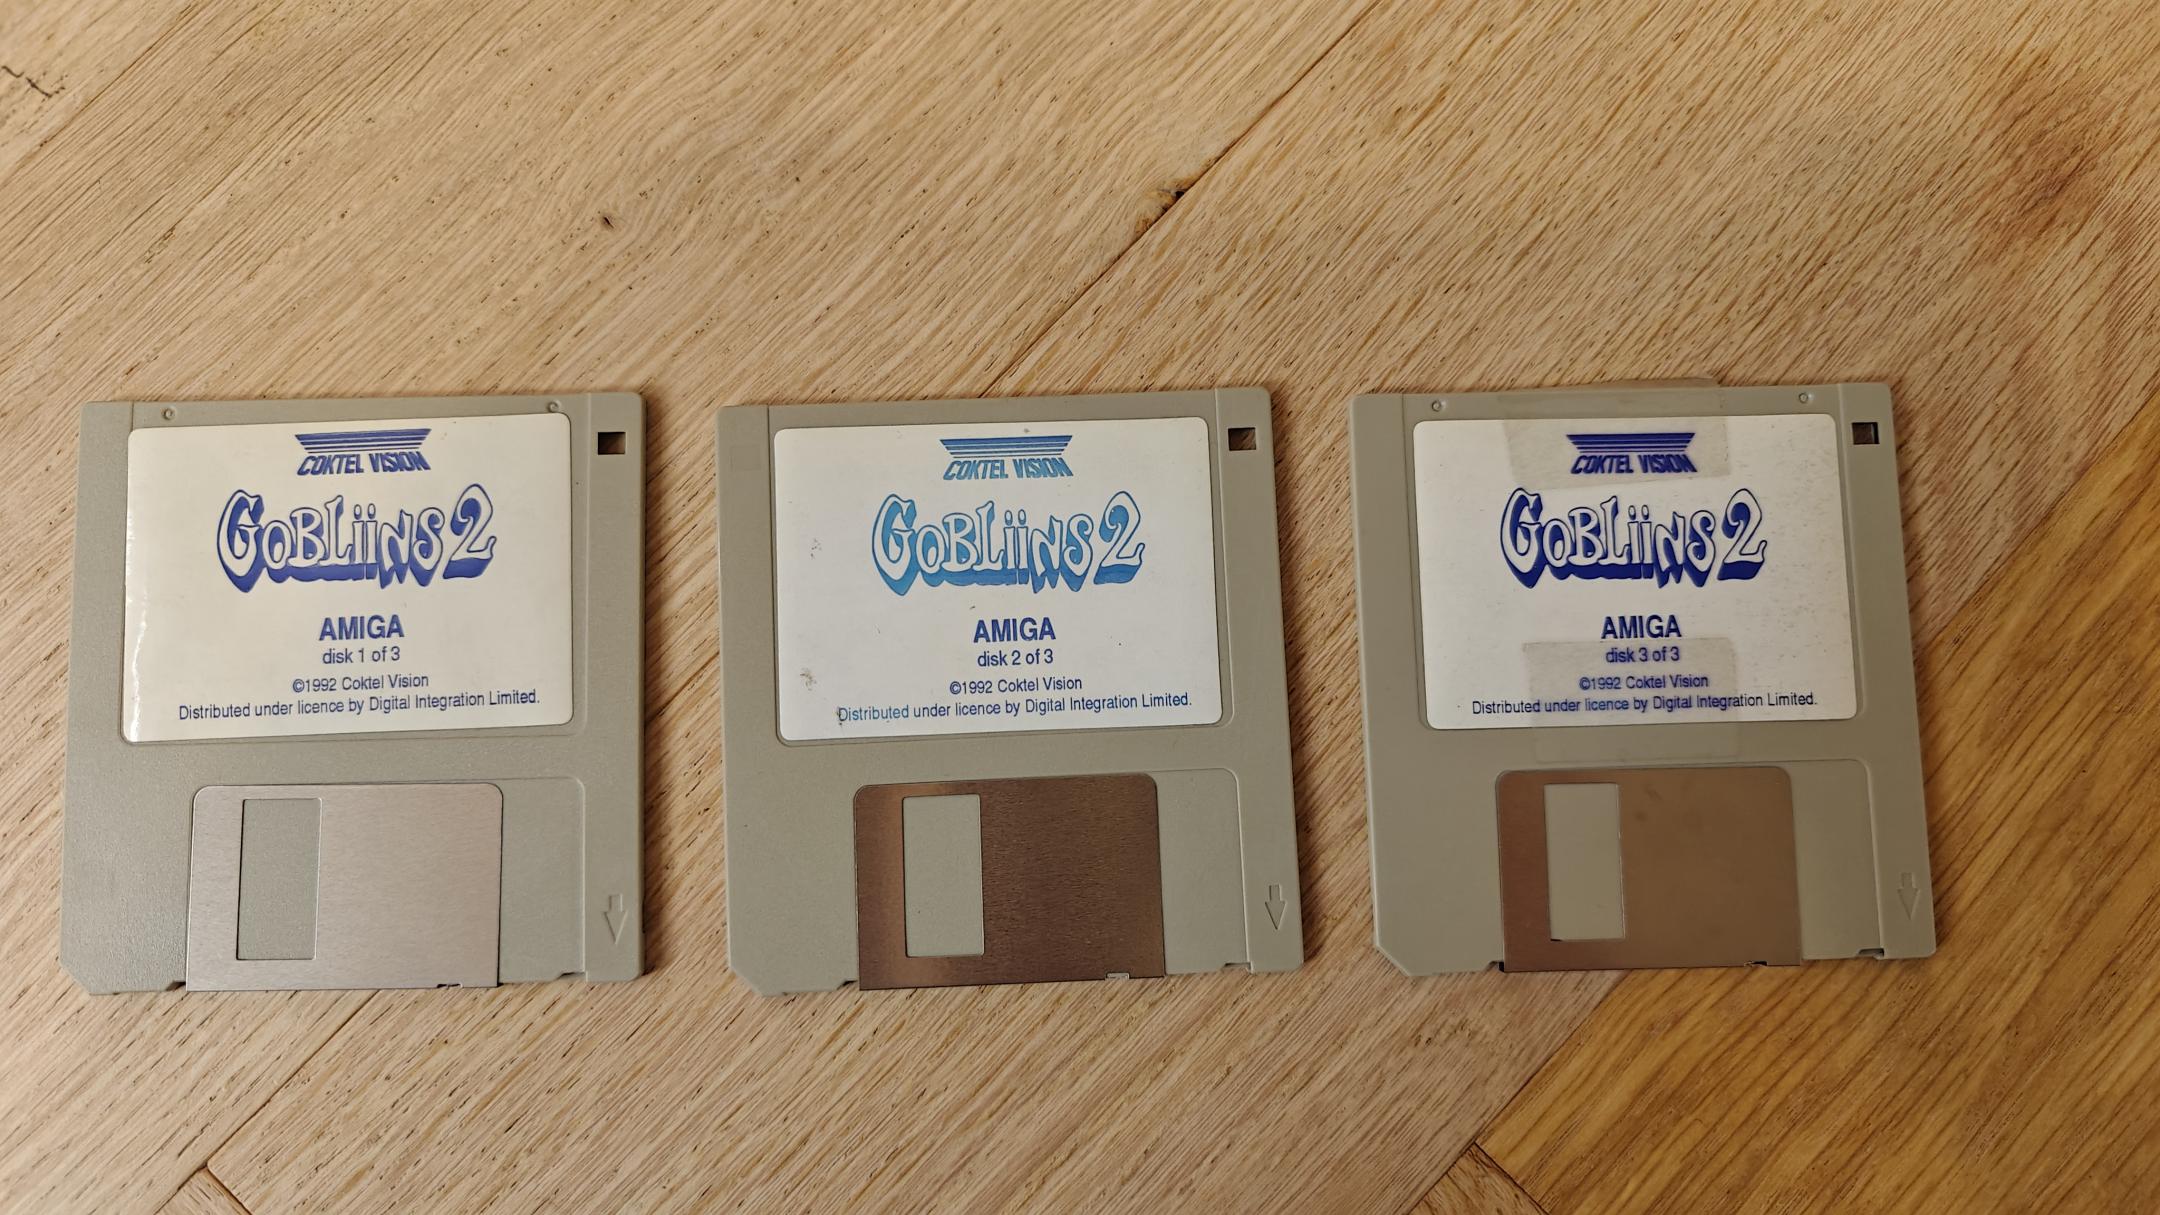 COKTEL VISION
GOBLiiNS 2
AMIGA
disk 1 of 3
©1992 Coktel Vision
Distributed under licence by Digital Integration Limited.
COKTEL VISION
GOBLiiNS 2
AMIGA
disk 2 of 3
©1992 Coktel Vision
Distributed under licence by Digital Integration Limited.
COKTEL VISION
GOBLiiNS 2
AMIGA
disk 3 of 3
©1992 Coktel Vision
Distributed under licence by Digital Integration Limited.